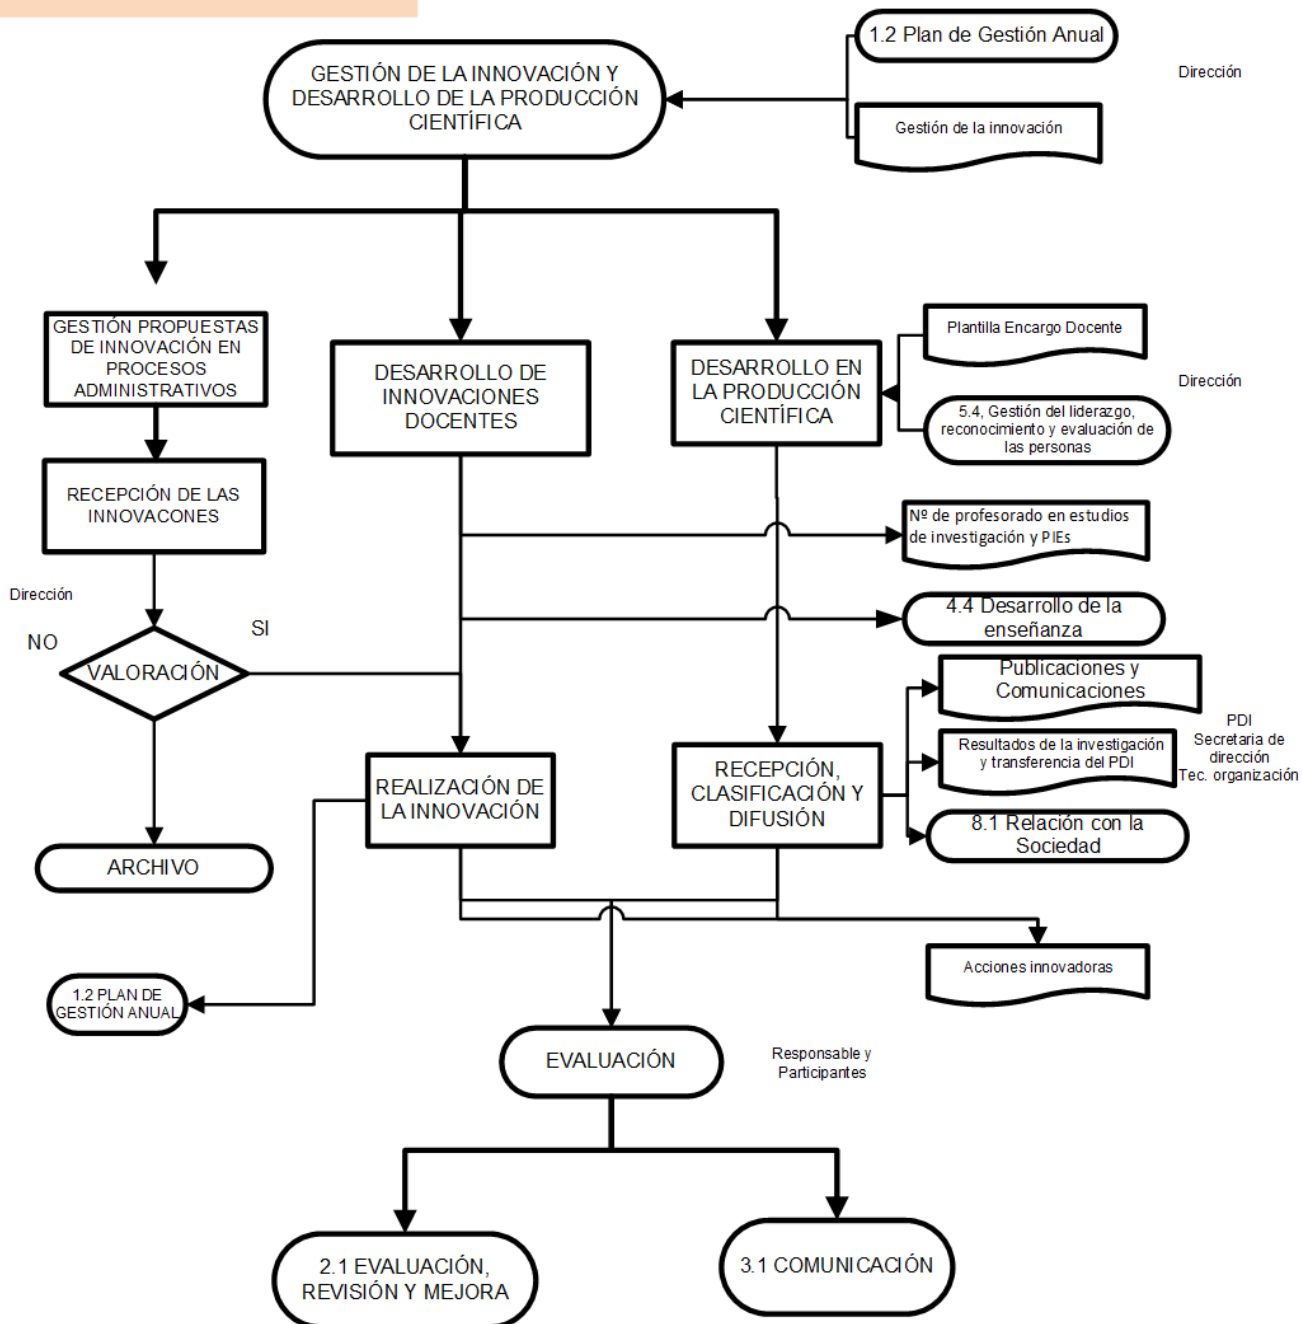 1.2 Plan de Gestión Anual
GESTIÓN DE LA INNOVACIÓN Y
DESARROLLO DE LA PRODUCCIÓN
CIENTÍFICA
Dirección
Gestión de la innovación
GESTIÓN PROPUESTAS
DE INNOVACIÓN EN
PROCESOS
ADMINISTRATIVOS
DESARROLLO DE
INNOVACIONES
DOCENTES
DESARROLLO EN
LA PRODUCCIÓN
CIENTÍFICA
Plantilla Encargo Docente
Dirección
5.4, Gestión del liderazgo,
reconocimiento y evaluación de
las personas
RECEPCIÓN DE LAS
INNOVACONES
Nº de profesorado en estudios
de investigación y PIEs
Dirección
4.4 Desarrollo de la
enseñanza
NO
SI
VALORACIÓN
Publicaciones y
Comunicaciones
Resultados de la investigación
y transferencia del PDI
PDI
Secretaria de
dirección
Tec. organización
REALIZACIÓN DE
LA INNOVACIÓN
RECEPCIÓN,
CLASIFICACIÓN Y
DIFUSIÓN
8.1 Relación con la
Sociedad
ARCHIVO
Acciones innovadoras
1.2 PLAN DE
GESTIÓN ANUAL
EVALUACIÓN
Responsable y
Participantes
2.1 EVALUACIÓN,
REVISIÓN Y MEJORA
3.1 COMUNICACIÓN